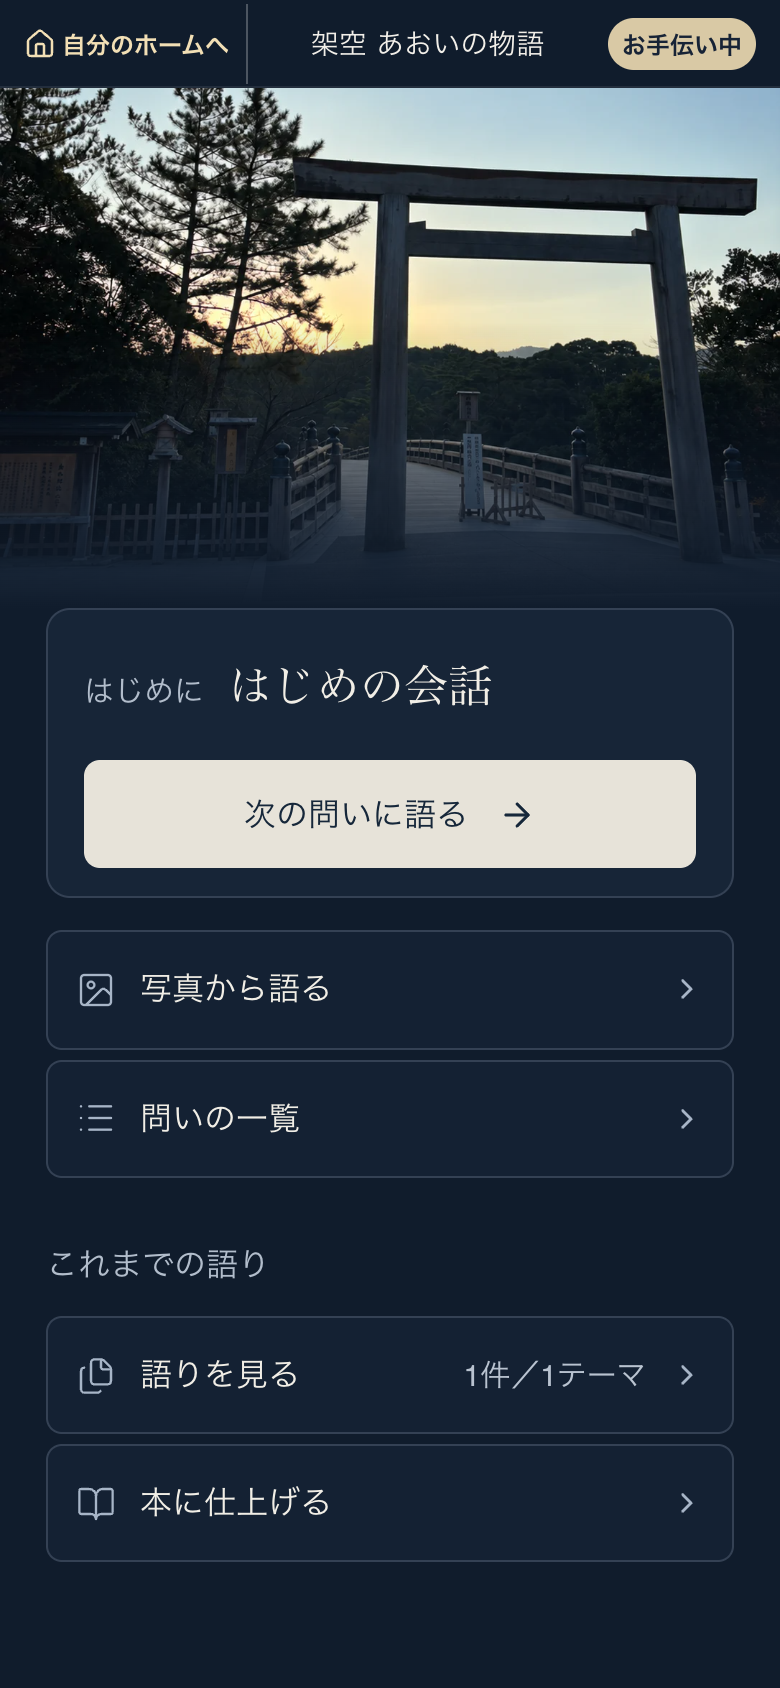 自分のホームへ
架空 あおいの物語
お手伝い中
はじめに はじめの会話
次の問いに語る
写真から語る
問いの一覧
これまでの語り
語りを見る 1件／1テーマ
本に仕上げる